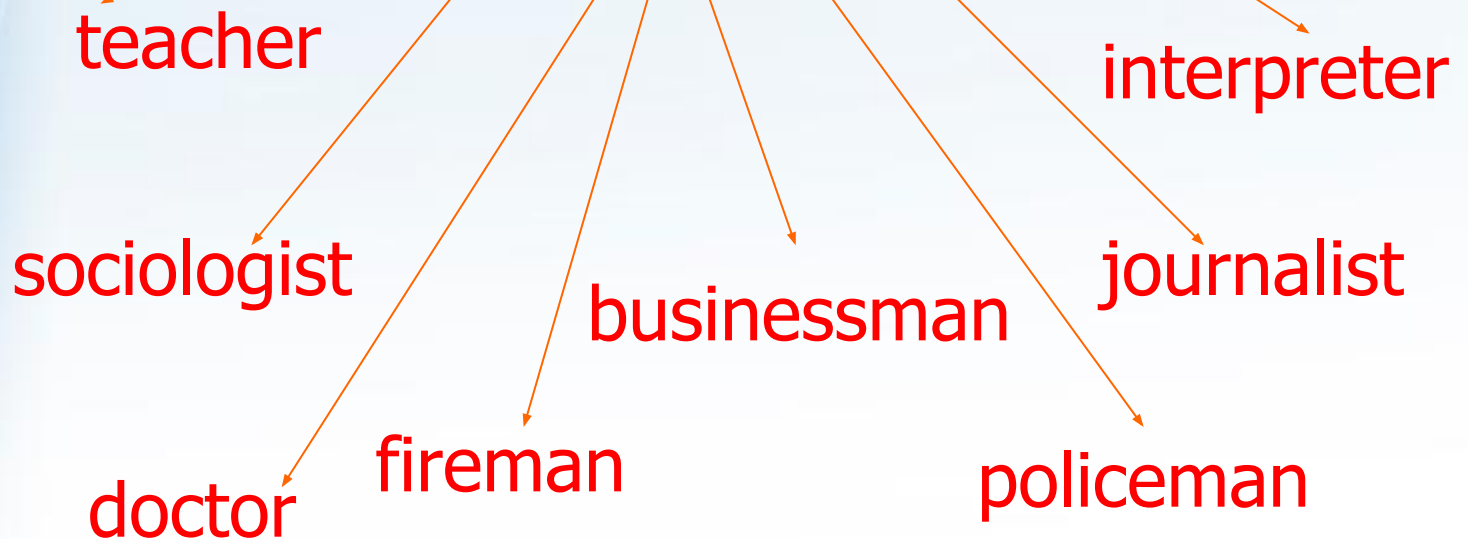 teacher
interpreter
sociologist
businessman
journalist
fireman
policeman
doctor